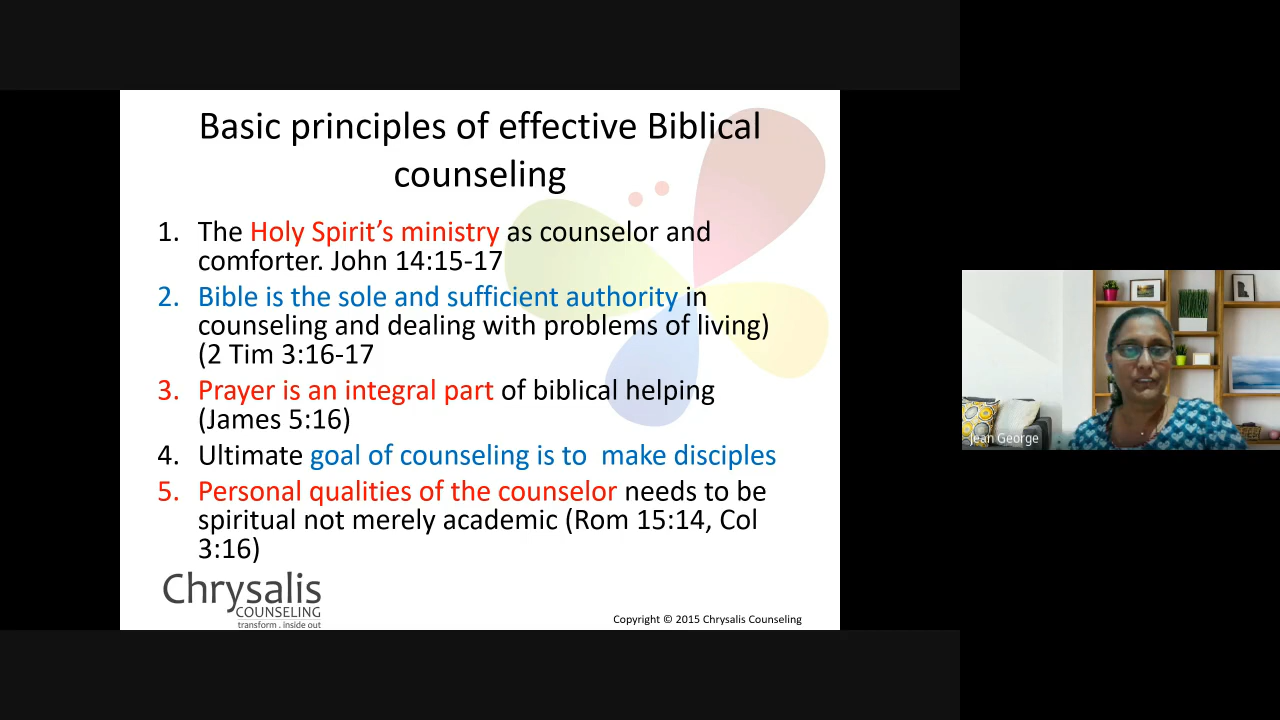 Basic principles of effective Biblical
counseling
1. The Holy Spirit's ministry as counselor and
comforter. John 14:15-17
2. Bible is the sole and sufficient authority in
counseling and dealing with problems of living)
(2 Tim 3:16-17
3. Prayer is an integral part of biblical helping
(James 5:16)
4. Ultimate goal of counseling is to  make disciples
5. Personal qualities of the counselor needs to be
spiritual not merely academic (Rom 15:14, Col
3:16)
Chrysalis
COUNSELING
transform . inside out
Copyright © 2015 Chrysalis Counseling
Jean George